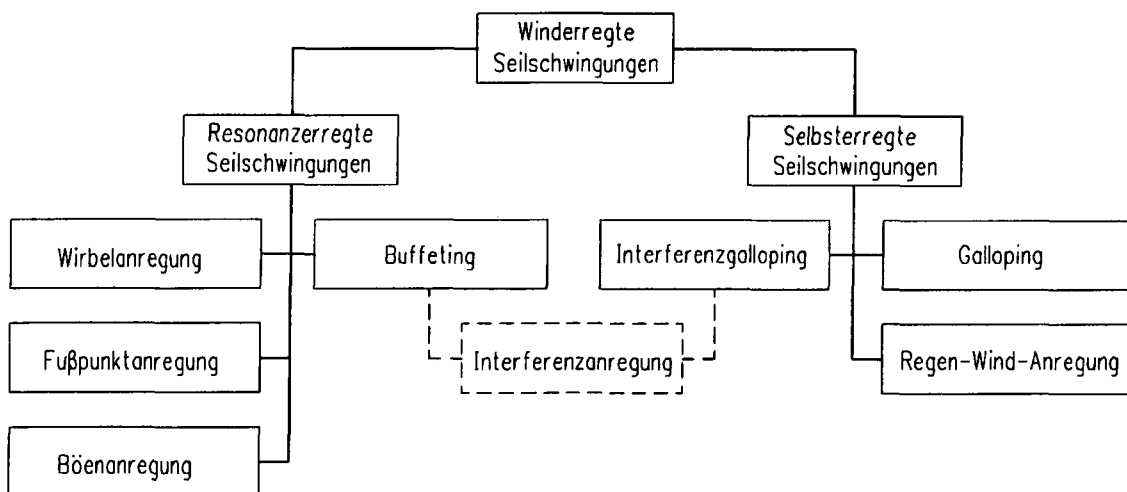 Winderregte
Seilschwingungen
Resonanzerregte
Seilschwingungen
Selbsterregte
Seilschwingungen
Wirbelanregung
Buffeting
Interferenzgalloping
Galloping
Fußpunktanregung
Interferenzanregung
Regen-Wind-Anregung
Böenanregung